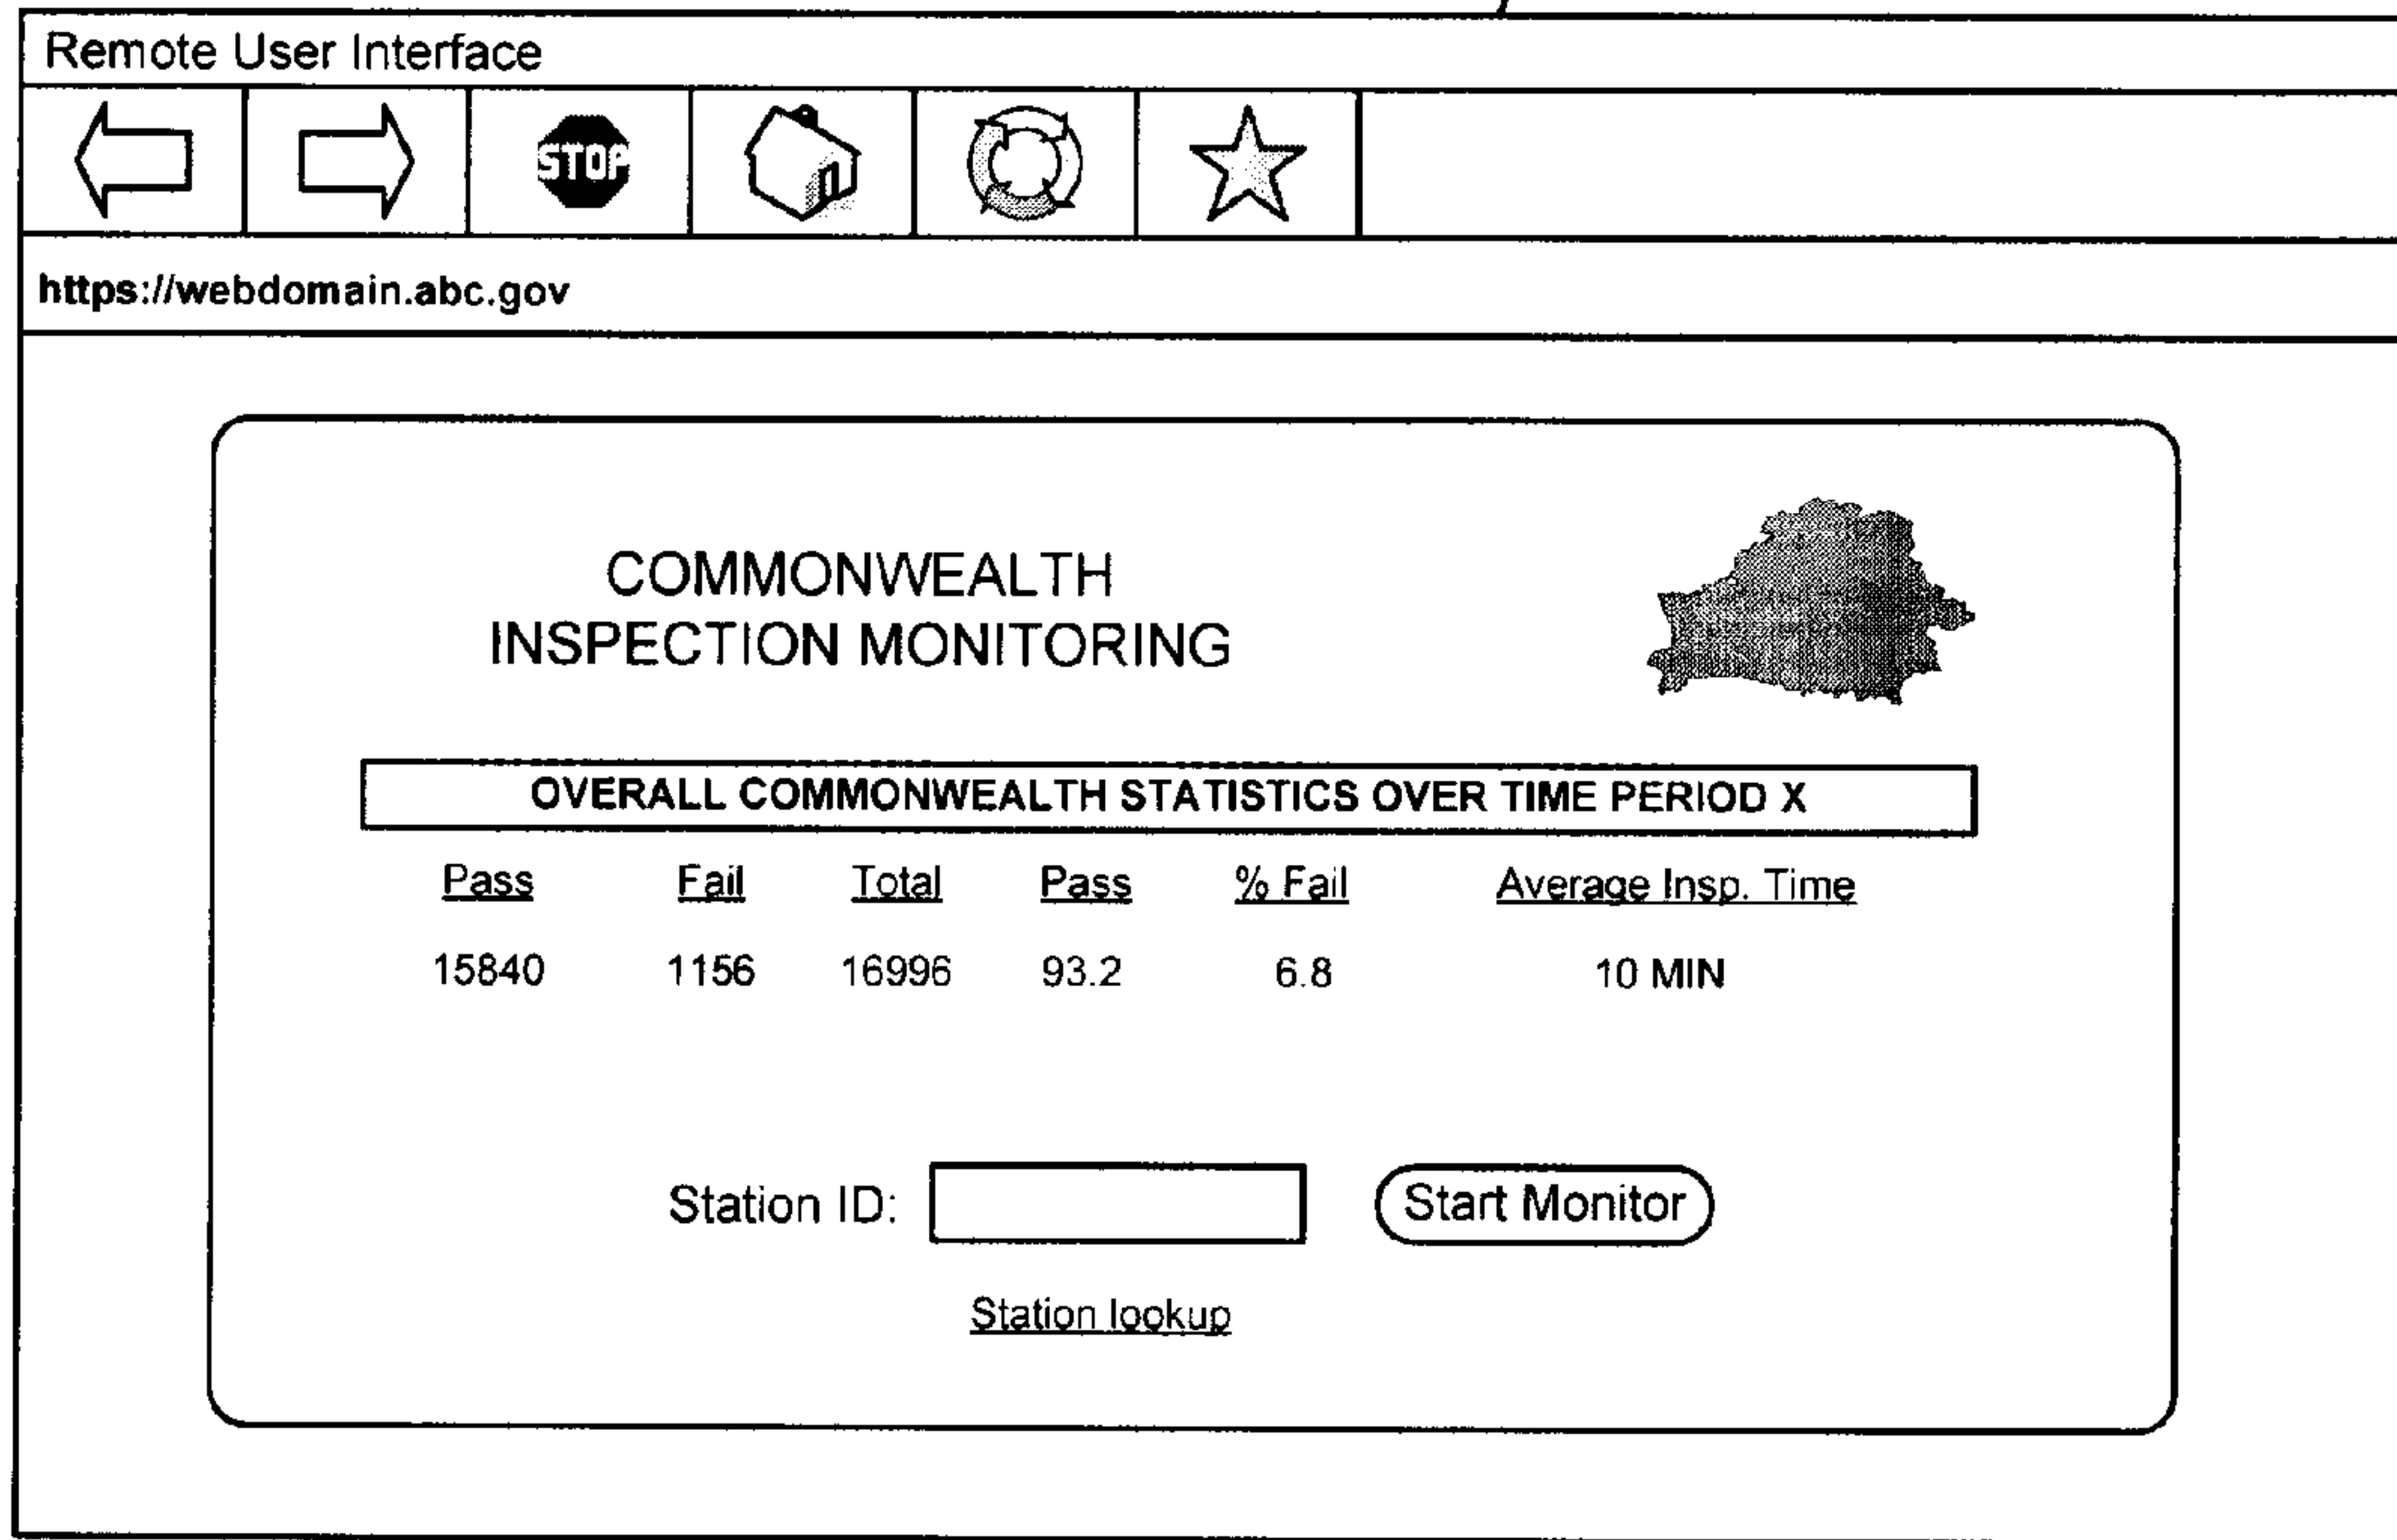 Remote User Interface
STOP
https://webdomain.abc.gov
COMMONWEALTH
INSPECTION MONITORING
OVERALL COMMONWEALTH STATISTICS OVER TIME PERIOD X
Pass Fail Total Pass % Fail Average Insp. Time
15840 1156 16996 93.2 6.8 10 MIN
Station ID: Start Monitor
Station lookup